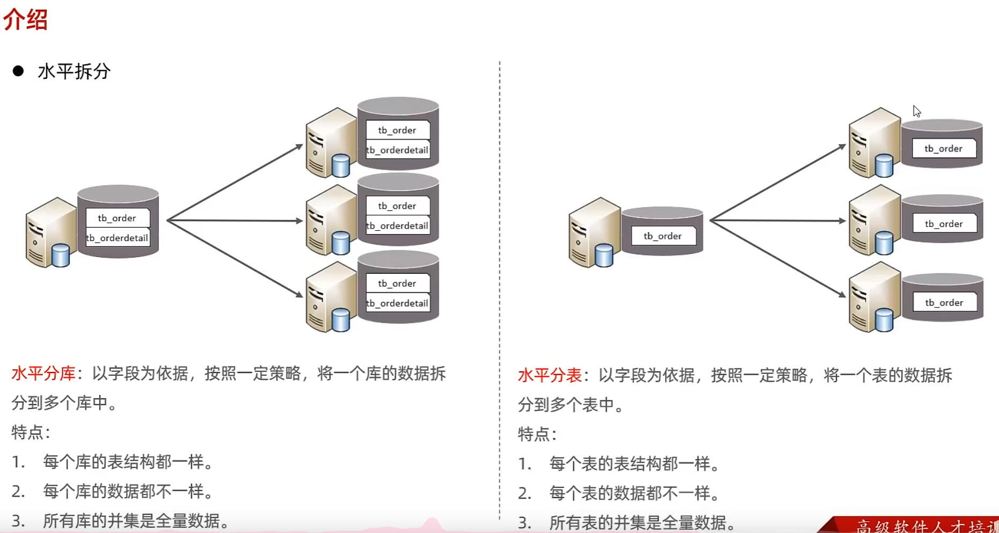 介绍
● 水平拆分
tb_order
tb_orderdetail
tb_order
tb_orderdetail
tb_order
tb_orderdetail
tb_order
tb_orderdetail
水平分库：以字段为依据，按照一定策略，将一个库的数据拆
分到多个库中。
特点：
1. 每个库的表结构都一样。
2. 每个库的数据都不一样。
3. 所有库的并集是全量数据。
tb_order
tb_order
tb_order
tb_order
水平分表：以字段为依据，按照一定策略，将一个表的数据拆
分到多个表中。
特点：
1. 每个表的表结构都一样。
2. 每个表的数据都不一样。
3. 所有表的并集是全量数据。
高级软件人才培训